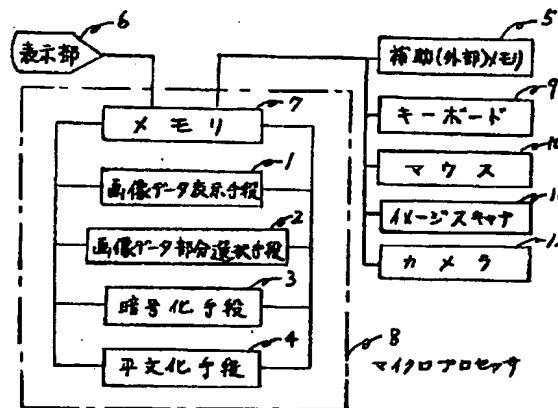 6
表示部
7
メモリ
1
画像データ表示手段
2
画像データ部分選択手段
3
暗号化手段
4
平文化手段
8
マイクロプロセッサ
5
補助(外部)メモリ
9
キーボード
マウス
イメージスキャナ
カメラ